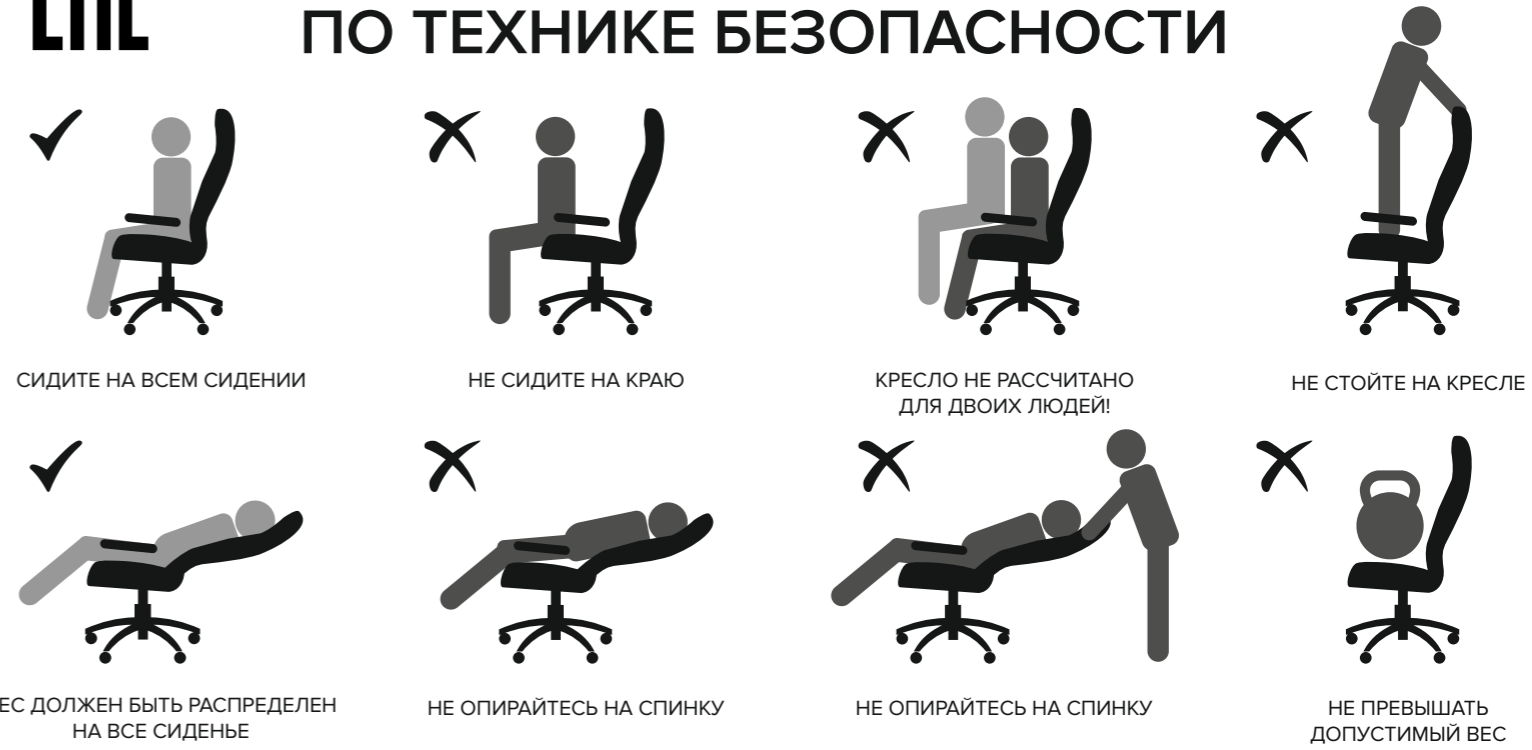 ПО ТЕХНИКЕ БЕЗОПАСНОСТИ
СИДИТЕ НА ВСЕМ СИДЕНИИ
НЕ СИДИТЕ НА КРАЮ
КРЕСЛО НЕ РАССЧИТАНО
ДЛЯ ДВОИХ ЛЮДЕЙ!
НЕ СТОЙТЕ НА КРЕСЛЕ
ЕС ДОЛЖЕН БЫТЬ РАСПРЕДЕЛЕН
НА ВСЕ СИДЕНЬЕ
НЕ ОПИРАЙТЕСЬ НА СПИНКУ
НЕ ОПИРАЙТЕСЬ НА СПИНКУ
НЕ ПРЕВЫШАТЬ
ДОПУСТИМЫЙ ВЕС